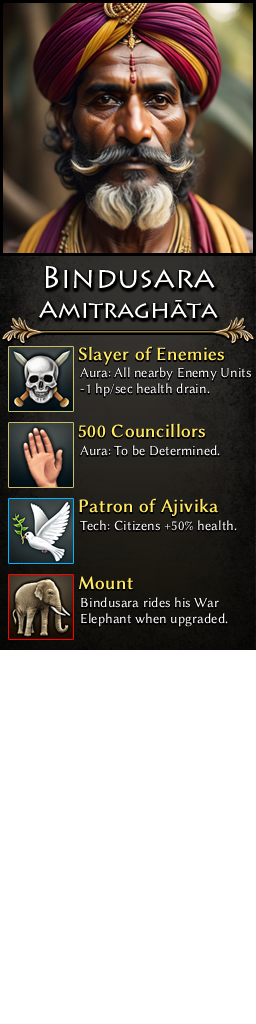 Bindusara
Amitraghāta
Slayer of Enemies
Aura: All nearby Enemy Units
-1 hp/sec health drain.
500 Councillors
Aura: To be Determined.
Patron of Ajivika
Tech: Citizens +50% health.
Mount
Bindusara rides his War
Elephant when upgraded.